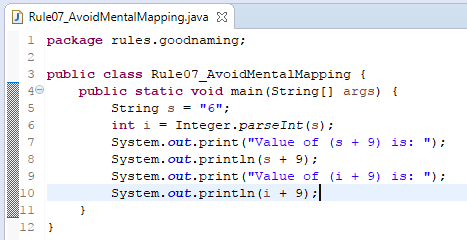 Rule07_AvoidMentalMapping.java
1 package rules.goodnaming;
2
3 public class Rule07_AvoidMentalMapping {
4 public static void main(String[] args) {
5 String s = "6";
6 int i = Integer.parseInt(s);
7 System.out.print("Value of (s + 9) is: ");
8 System.out.println(s + 9);
9 System.out.print("Value of (i + 9) is: ");
10 System.out.println(i + 9);
11 }
12 }